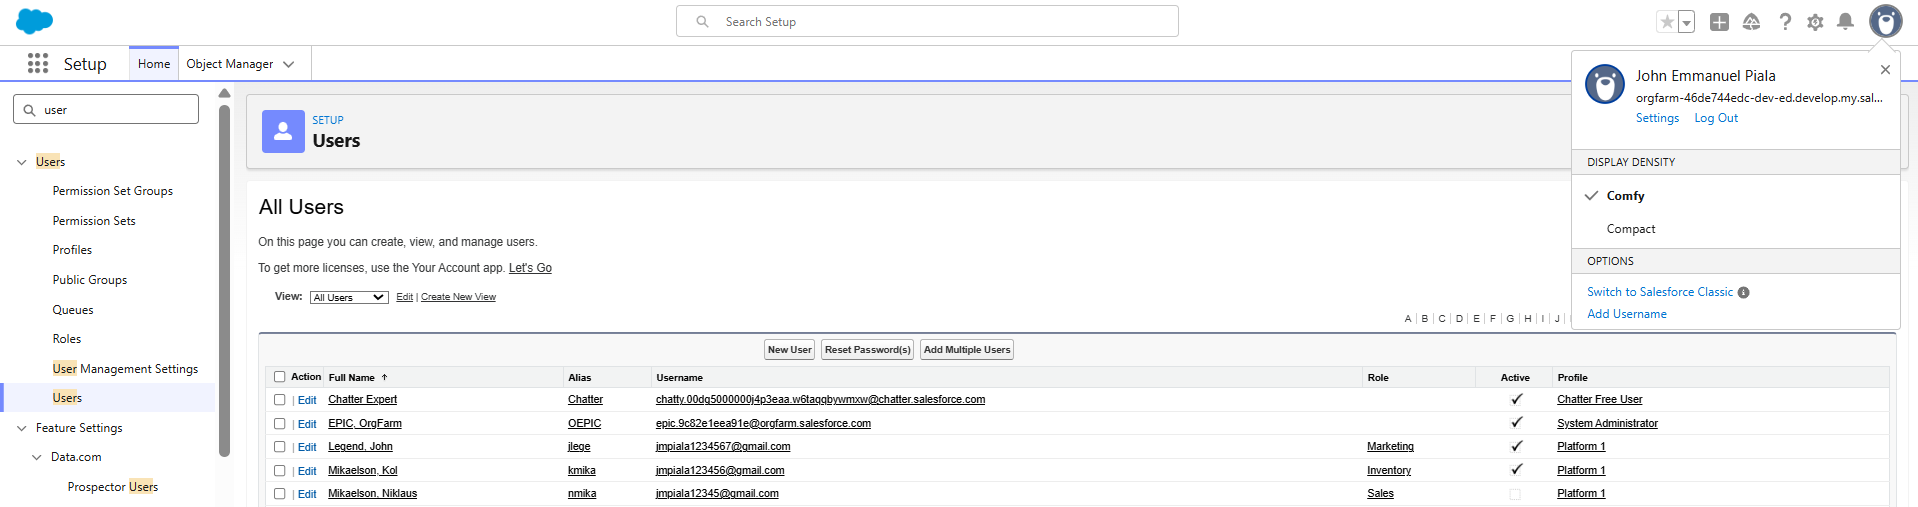 Search Setup
Setup
Home
Object Manager
user
Users
Permission Set Groups
Permission Sets
Profiles
Public Groups
Queues
Roles
User Management Settings
Users
Feature Settings
Data.com
Prospector Users
SETUP
Users
All Users
On this page you can create, view, and manage users.
To get more licenses, use the Your Account app. Let's Go
View: All Users Edit | Create New View
A | B | C | D | E | F | G | H | I | J |
New User Reset Password(s) Add Multiple Users
Action Full Name Alias Username Role Active Profile
| Edit Chatter Expert Chatter chatty.00dg5000000j4p3eaa.w6taqqbywmxw@chatter.salesforce.com Chatter Free User
| Edit EPIC, OrgFarm OEPIC epic.9c82e1eea91e@orgfarm.salesforce.com System Administrator
| Edit Legend, John jlege jmpiala1234567@gmail.com Marketing Platform 1
| Edit Mikaelson, Kol kmika jmpiala123456@gmail.com Inventory Platform 1
| Edit Mikaelson, Niklaus nmika jmpiala12345@gmail.com Sales Platform 1
John Emmanuel Piala
orgfarm-46de744edc-dev-ed.develop.my.sal...
Settings Log Out
DISPLAY DENSITY
Comfy
Compact
OPTIONS
Switch to Salesforce Classic
Add Username